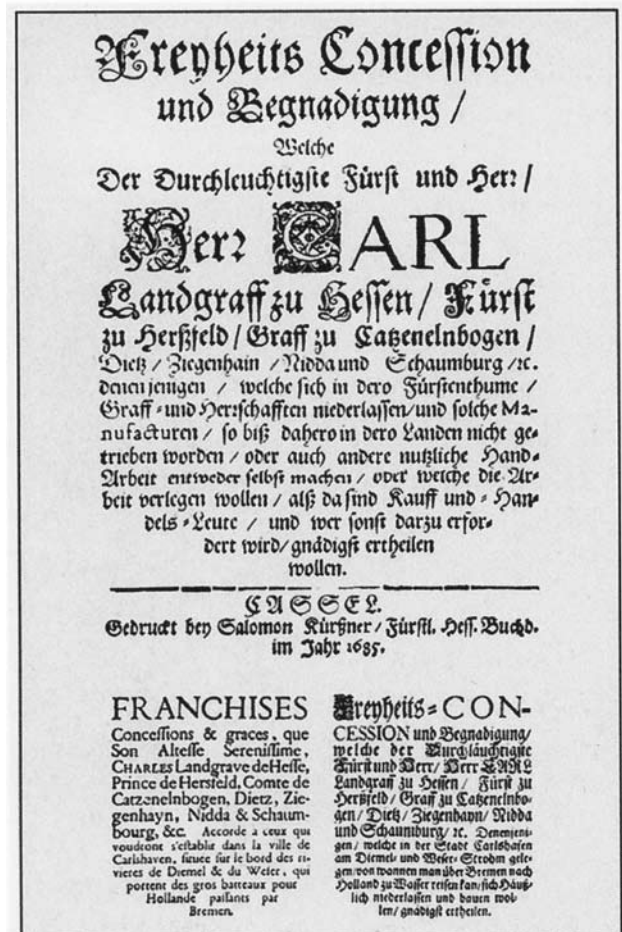 Freyheits Concession
und Begnadigung /
Welche
Der Durchleuchtigste Fürst und Herr /
Herr CARL
Landgraff zu Hessen / Fürst
zu Herßfeld / Graff zu Catzenelnbogen /
Dietz / Ziegenhain / Nidda und Schaumburg / ꝛc.
denen jenigen / welche sich in dero Fürstenthume /
Graff- und Herrschafften niederlassen / und solche Ma-
nufacturen / so biß dahero in dero Landen nicht ge-
trieben worden / oder auch andere nutzliche Hand-
Arbeit entweder selbst machen / oder welche die Ar-
beit verlegen wollen / alß da sind Kauff und - Han-
dels - Leute / und wer sonst darzu erfor-
dert wird / gnädigst ertheilen
wollen.
CASSEL.
Gedruckt bey Salomon Kürßner / Fürstl. Hess. Buchd.
im Jahr 1685.
FRANCHISES
Concessions & graces, que
Son Altesse Serenissime,
CHARLES Landgrave de Hesse,
Prince de Hersfeld, Comte de
Catzenelnbogen, Dietz, Zie-
genhayn, Nidda & Schaum-
bourg, &c. Accorde a ceux qui
voudront s'establir dans la ville de
Carlshaven, situee sur le bord des ri-
vieres de Diemel & du Weser, qui
portent des gros batteaux pour
Hollande passants par
Bremen.
Freyheits-CON-
CESSION und Begnadigung /
welche der Durchläuchtigste
Fürst und Herr / Herr CARL
Landgraff zu Hessen / Fürst zu
Herßfeld / Graff zu Catzenelnbo-
gen / Dietz / Ziegenhayn / Nidda
und Schaumburg / ꝛc. Denenjeni-
gen / welche in der Stadt Carlshafen
am Diemel- und Weser-Strohm gele-
gen / von wannen man über Bremen nach
Holland zu Wasser reisen kan / sich Häuß-
lich niederlassen und bauen wol-
len / gnädigst ertheilen.